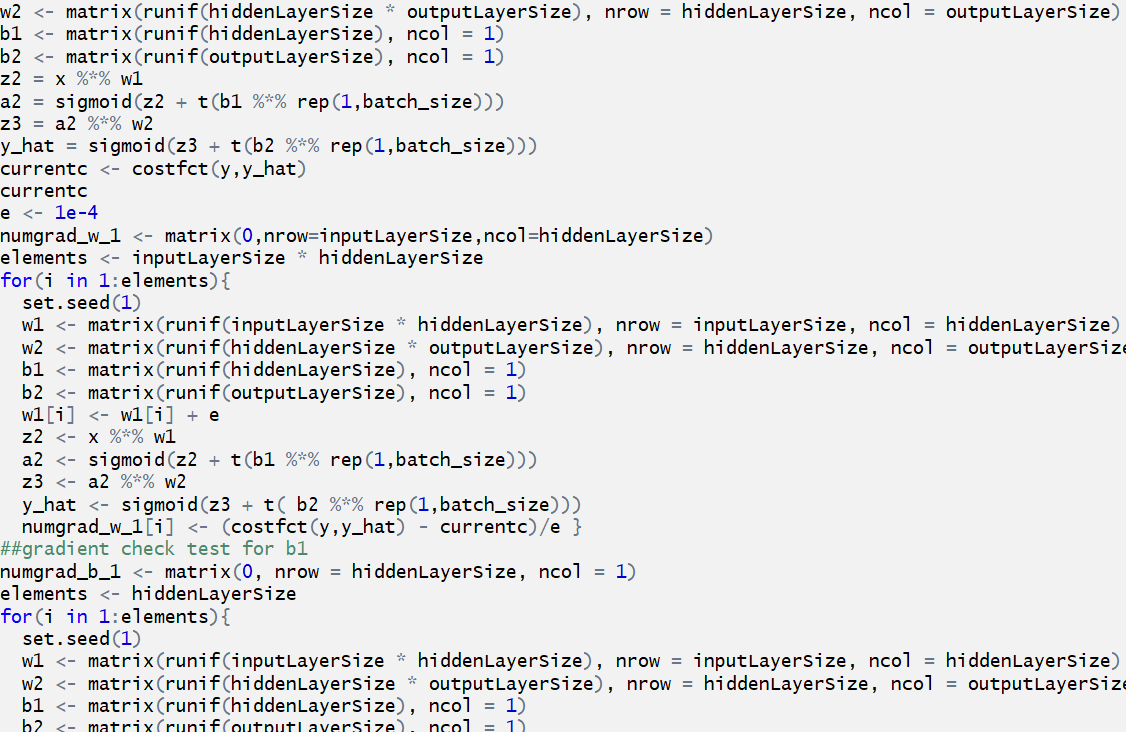 w2 <- matrix(runif(hiddenLayerSize * outputLayerSize), nrow = hiddenLayerSize, ncol = outputLayerSize)
b1 <- matrix(runif(hiddenLayerSize), ncol = 1)
b2 <- matrix(runif(outputLayerSize), ncol = 1)
z2 = x %*% w1
a2 = sigmoid(z2 + t(b1 %*% rep(1,batch_size)))
z3 = a2 %*% w2
y_hat = sigmoid(z3 + t(b2 %*% rep(1,batch_size)))
currentc <- costfct(y,y_hat)
currentc
e <- 1e-4
numgrad_w_1 <- matrix(0,nrow=inputLayerSize,ncol=hiddenLayerSize)
elements <- inputLayerSize * hiddenLayerSize
for(i in 1:elements){
  set.seed(1)
  w1 <- matrix(runif(inputLayerSize * hiddenLayerSize), nrow = inputLayerSize, ncol = hiddenLayerSize)
  w2 <- matrix(runif(hiddenLayerSize * outputLayerSize), nrow = hiddenLayerSize, ncol = outputLayerSize
  b1 <- matrix(runif(hiddenLayerSize), ncol = 1)
  b2 <- matrix(runif(outputLayerSize), ncol = 1)
  w1[i] <- w1[i] + e
  z2 <- x %*% w1
  a2 <- sigmoid(z2 + t(b1 %*% rep(1,batch_size)))
  z3 <- a2 %*% w2
  y_hat <- sigmoid(z3 + t( b2 %*% rep(1,batch_size)))
  numgrad_w_1[i] <- (costfct(y,y_hat) - currentc)/e }
##gradient check test for b1
numgrad_b_1 <- matrix(0, nrow = hiddenLayerSize, ncol = 1)
elements <- hiddenLayerSize
for(i in 1:elements){
  set.seed(1)
  w1 <- matrix(runif(inputLayerSize * hiddenLayerSize), nrow = inputLayerSize, ncol = hiddenLayerSize)
  w2 <- matrix(runif(hiddenLayerSize * outputLayerSize), nrow = hiddenLayerSize, ncol = outputLayerSize
  b1 <- matrix(runif(hiddenLayerSize), ncol = 1)
  b2 <- matrix(runif(outputLayerSize), ncol = 1)